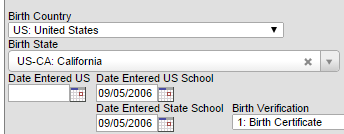 Birth Country
US: United States
Birth State
US-CA: California
Date Entered US Date Entered US School
09/05/2006
Date Entered State School Birth Verification
09/05/2006 1: Birth Certificate